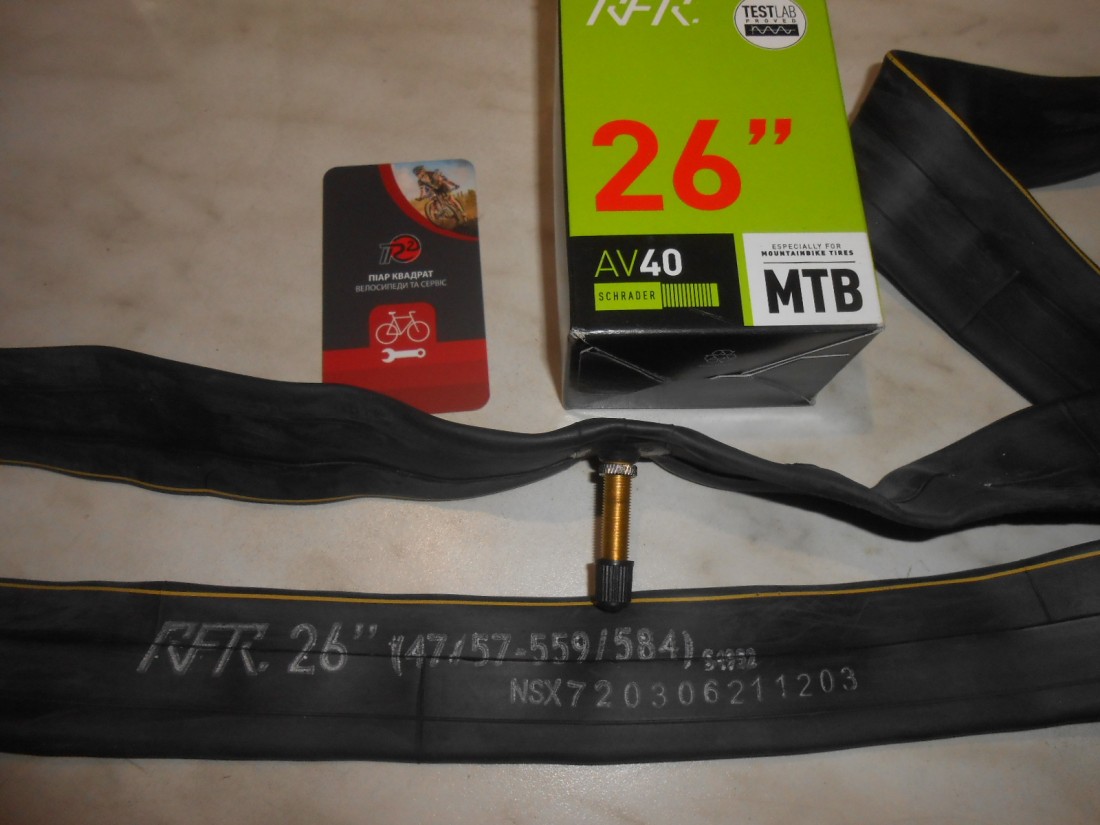 RFR.
TESTLAB
PROVED
26”
AV40
SCHRADER
ESPECIALLY FOR
MOUNTAINBIKE TIRES
MTB
ПІАР КВАДРАТ
ВЕЛОСИПЕДИ ТА СЕРВІС
RFR. 26” (47/57-559/584)
NSX720306211203